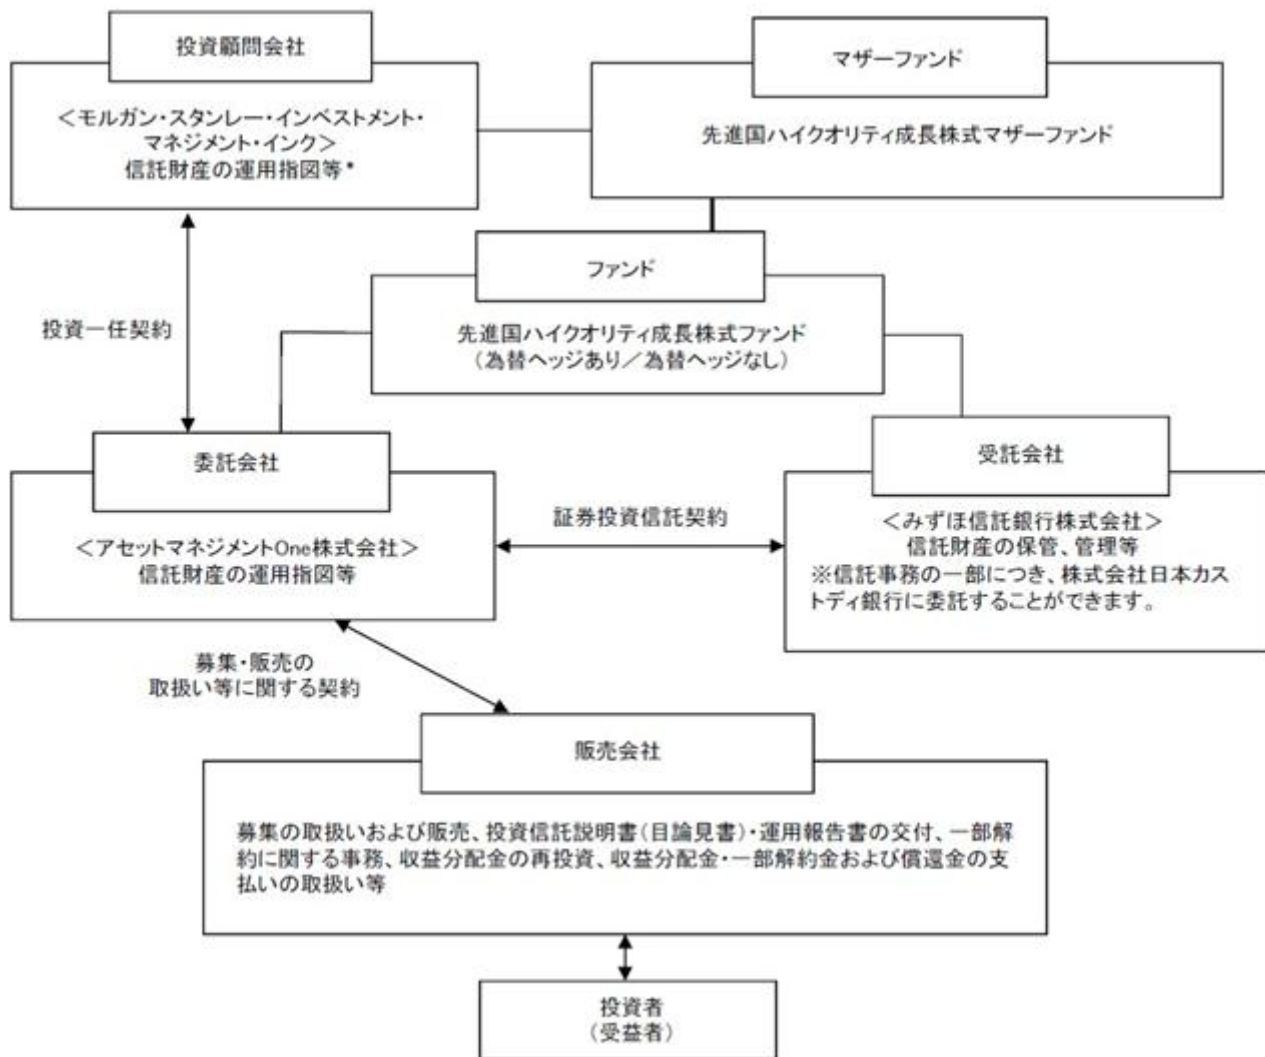 投資顧問会社
<モルガン・スタンレー・インベストメント・
マネジメント・インク>
信託財産の運用指図等*
マザーファンド
先進国ハイクオリティ成長株式マザーファンド
ファンド
先進国ハイクオリティ成長株式ファンド
(為替ヘッジあり/為替ヘッジなし)
投資一任契約
委託会社
<アセットマネジメントOne株式会社>
信託財産の運用指図等
証券投資信託契約
受託会社
<みずほ信託銀行株式会社>
信託財産の保管、管理等
※信託事務の一部につき、株式会社日本カス
トディ銀行に委託することができます。
募集・販売の
取扱い等に関する契約
販売会社
募集の取扱いおよび販売、投資信託説明書(目論見書)・運用報告書の交付、一部解
約に関する事務、収益分配金の再投資、収益分配金・一部解約金および償還金の支
払いの取扱い等
投資者
(受益者)